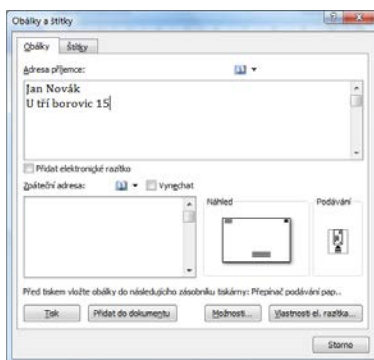 Obálky a štítky
Obálky
Štítky
Adresa příjemce:
Jan Novák
U tří borovic 15
Přidat elektronické razítko
Zpáteční adresa:
Vynechat
Náhled
Podávání
Před tiskem vložte obálky do následujícího zásobníku tiskárny: Přepínač podávání pap...
Tisk
Přidat do dokumentu
Možnosti...
Vlastnosti el. razítka...
Storno